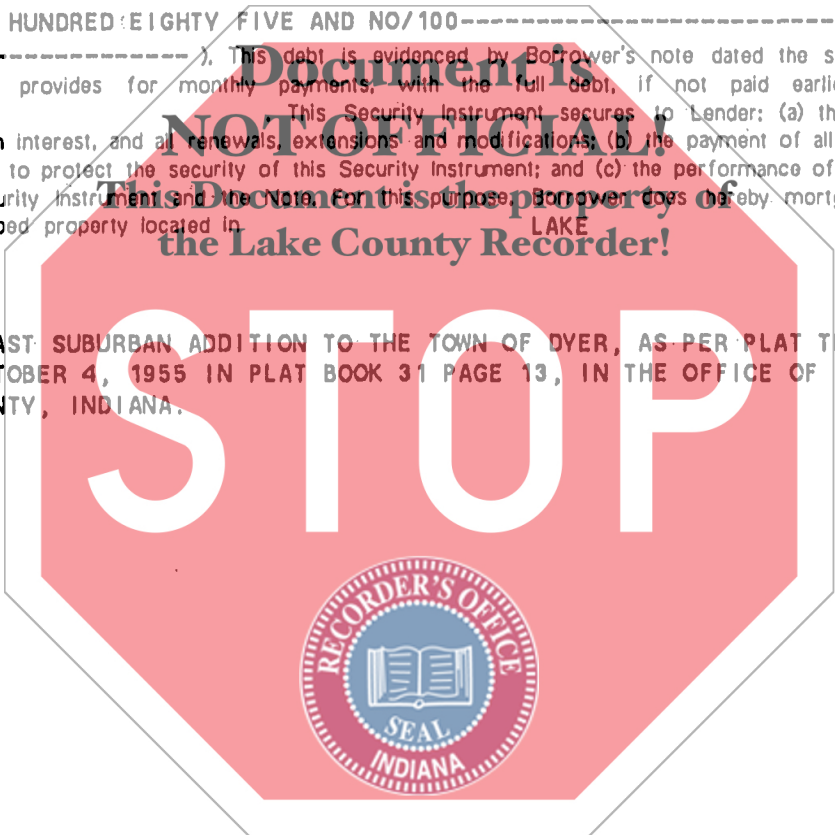 HUNDRED EIGHTY FIVE AND NO/100
). This debt is evidenced by Borrower's note dated the s
Document is
provides for monthly payments, with the full debt, if not paid earlie
This Security Instrument secures to Lender: (a) th
NOT OFFICIAL!
interest, and all renewals, extensions and modifications; (b) the payment of all
to protect the security of this Security Instrument; and (c) the performance of
urity Instrument and the Note. For this purpose, Borrower does hereby mortg
This Document is the property of
bed property located in LAKE
the Lake County Recorder!
AST SUBURBAN ADDITION TO THE TOWN OF DYER, AS PER PLAT T
TOBER 4, 1955 IN PLAT BOOK 31 PAGE 13, IN THE OFFICE OF
NTY, INDIANA.
STOP
RECORDER'S OFFICE
SEAL
INDIANA